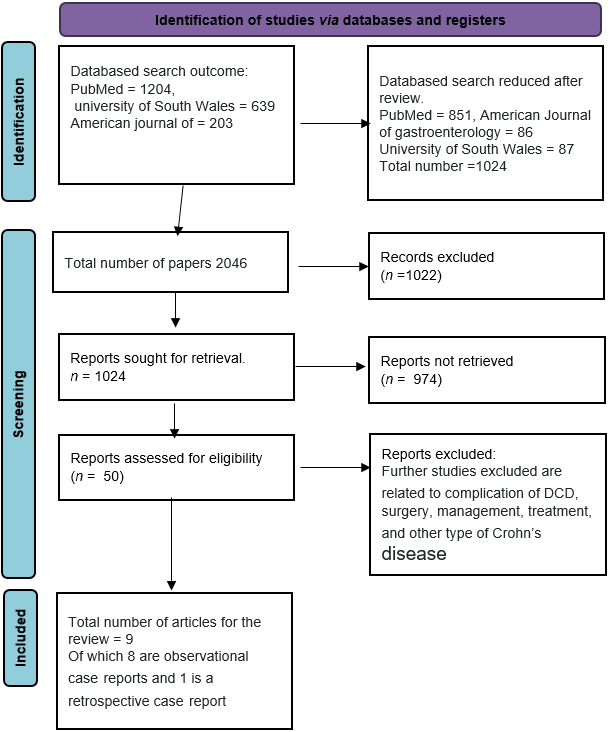 Identification of studies via databases and registers
Identification
Databased search outcome:
PubMed = 1204,
university of South Wales = 639
American journal of = 203
Databased search reduced after
review.
PubMed = 851, American Journal
of gastroenterology = 86
University of South Wales = 87
Total number =1024
Screening
Total number of papers 2046
Records excluded
(n =1022)
Reports sought for retrieval.
n = 1024
Reports not retrieved
(n = 974)
Reports assessed for eligibility
(n = 50)
Reports excluded:
Further studies excluded are
related to complication of DCD,
surgery, management, treatment,
and other type of Crohn's
disease
Included
Total number of articles for the
review = 9
Of which 8 are observational
case reports and 1 is a
retrospective case report